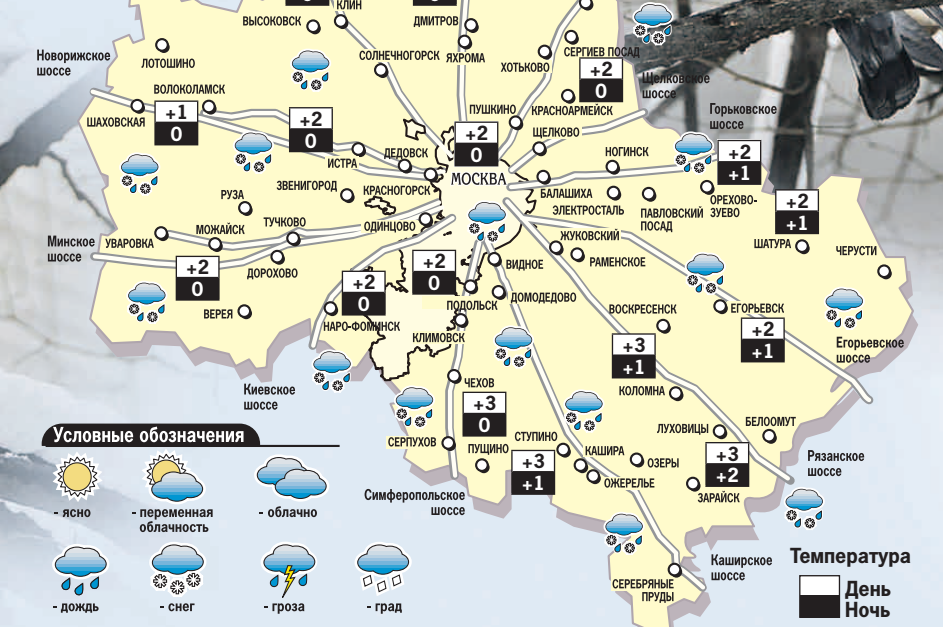 КЛИН
ВЫСОКОВСК
ДМИТРОВ
Новорижское
шоссе
ЛОТОШИНО
СОЛНЕЧНОГОРСК
ЯХРОМА
ХОТЬКОВО
СЕРГИЕВ ПОСАД
+2
0
Щелковское
шоссе
ВОЛОКОЛАМСК
ШАХОВСКАЯ
+1
0
+2
0
ПУШКИНО
КРАСНОАРМЕЙСК
Горьковское
шоссе
+2
0
ЩЕЛКОВО
ИСТРА
ДЕДОВСК
НОГИНСК
+2
+1
ЗВЕНИГОРОД
КРАСНОГОРСК
МОСКВА
БАЛАШИХА
ЭЛЕКТРОСТАЛЬ
ПАВЛОВСКИЙ
ПОСАД
ОРЕХОВО-
ЗУЕВО
РУЗА
ТУЧКОВО
МОЖАЙСК
ОДИНЦОВО
+2
+1
ШАТУРА
Минское
шоссе
УВАРОВКА
ЖУКОВСКИЙ
РАМЕНСКОЕ
ЧЕРУСТИ
ДОРОХОВО
ВИДНОЕ
+2
0
+2
0
+2
0
ПОДОЛЬСК
ДОМОДЕДОВО
ВЕРЕЯ
НАРО-ФОМИНСК
КЛИМОВСК
ВОСКРЕСЕНСК
ЕГОРЬЕВСК
+2
+1
Егорьевское
шоссе
+3
+1
Киевское
шоссе
ЧЕХОВ
КОЛОМНА
+3
0
СЕРПУХОВ
ПУЩИНО
СТУПИНО
КАШИРА
ЛУХОВИЦЫ
БЕЛООМУТ
+3
+1
ОЖЕРЕЛЬЕ
ОЗЕРЫ
+3
+2
ЗАРАЙСК
Рязанское
шоссе
Симферопольское
шоссе
СЕРЕБРЯНЫЕ
ПРУДЫ
Каширское
шоссе
Условные обозначения
- ясно
- переменная
облачность
- облачно
- дождь
- снег
- гроза
- град
Температура
День
Ночь